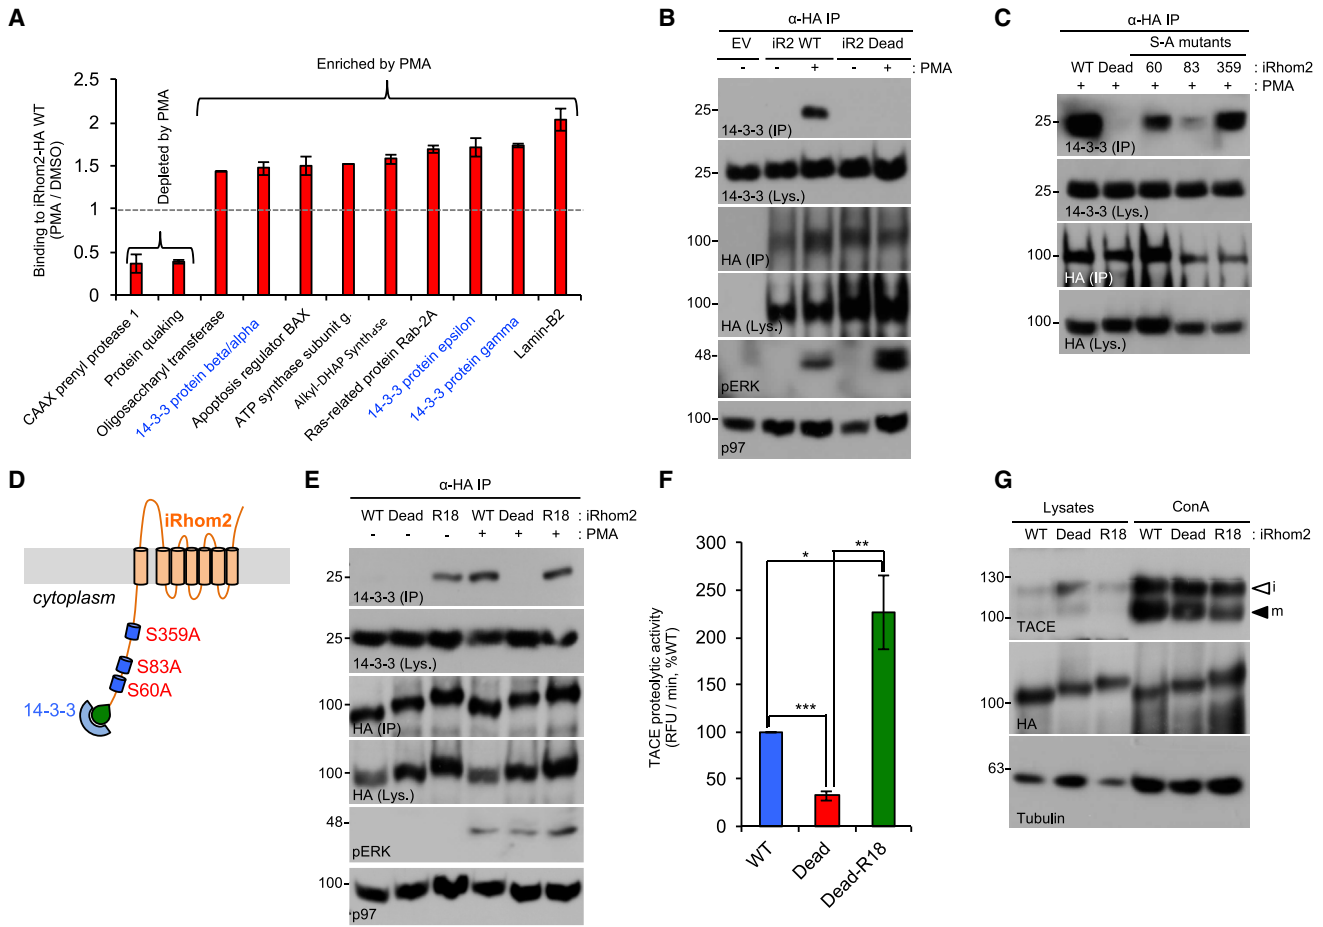 A
Binding to iRhom2-HA WT
(PMA / DMSO)
2.5
2
1.5
1
0.5
0
Depleted by PMA
Enriched by PMA
CAAX prenyl protease 1
Protein quaking
Oligosaccharyl transferase
14-3-3 protein beta/alpha
Apoptosis regulator BAX
ATP synthase subunit g.
Alkyl-DHAP Synthase
Ras-related protein Rab-2A
14-3-3 protein epsilon
14-3-3 protein gamma
Lamin-B2
B
α-HA IP
EV iR2 WT iR2 Dead
- - + - + : PMA
25
14-3-3 (IP)
25
14-3-3 (Lys.)
100
HA (IP)
100
HA (Lys.)
48
pERK
100
p97
C
α-HA IP
S-A mutants
WT Dead 60 83 359 : iRhom2
+ + + + + : PMA
25
14-3-3 (IP)
25
14-3-3 (Lys.)
100
HA (IP)
100
HA (Lys.)
D
iRhom2
cytoplasm
S359A
S83A
S60A
14-3-3
E
α-HA IP
WT Dead R18 WT Dead R18 : iRhom2
- - - + + + : PMA
25
14-3-3 (IP)
25
14-3-3 (Lys.)
100
HA (IP)
100
HA (Lys.)
48
pERK
100
p97
F
TACE proteolytic activity
(RFU / min, %WT)
300
250
200
150
100
50
0
*
**
***
WT
Dead
Dead-R18
G
Lysates ConA
WT Dead R18 WT Dead R18 : iRhom2
130
i
100
m
TACE
100
HA
63
Tubulin